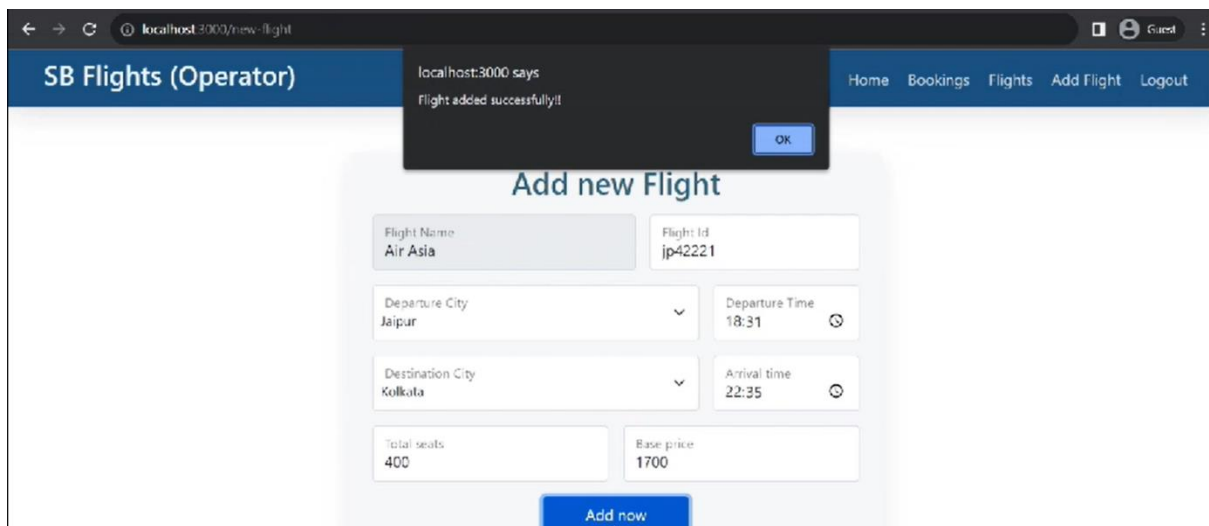 localhost:3000/new-flight
Guest
SB Flights (Operator)
localhost:3000 says
Flight added successfully!!
OK
Home Bookings Flights Add Flight Logout
Add new Flight
Flight Name
Air Asia
Flight Id
jp42221
Departure City
Jaipur
Departure Time
18:31
Destination City
Kolkata
Arrival time
22:35
Total seats
400
Base price
1700
Add now